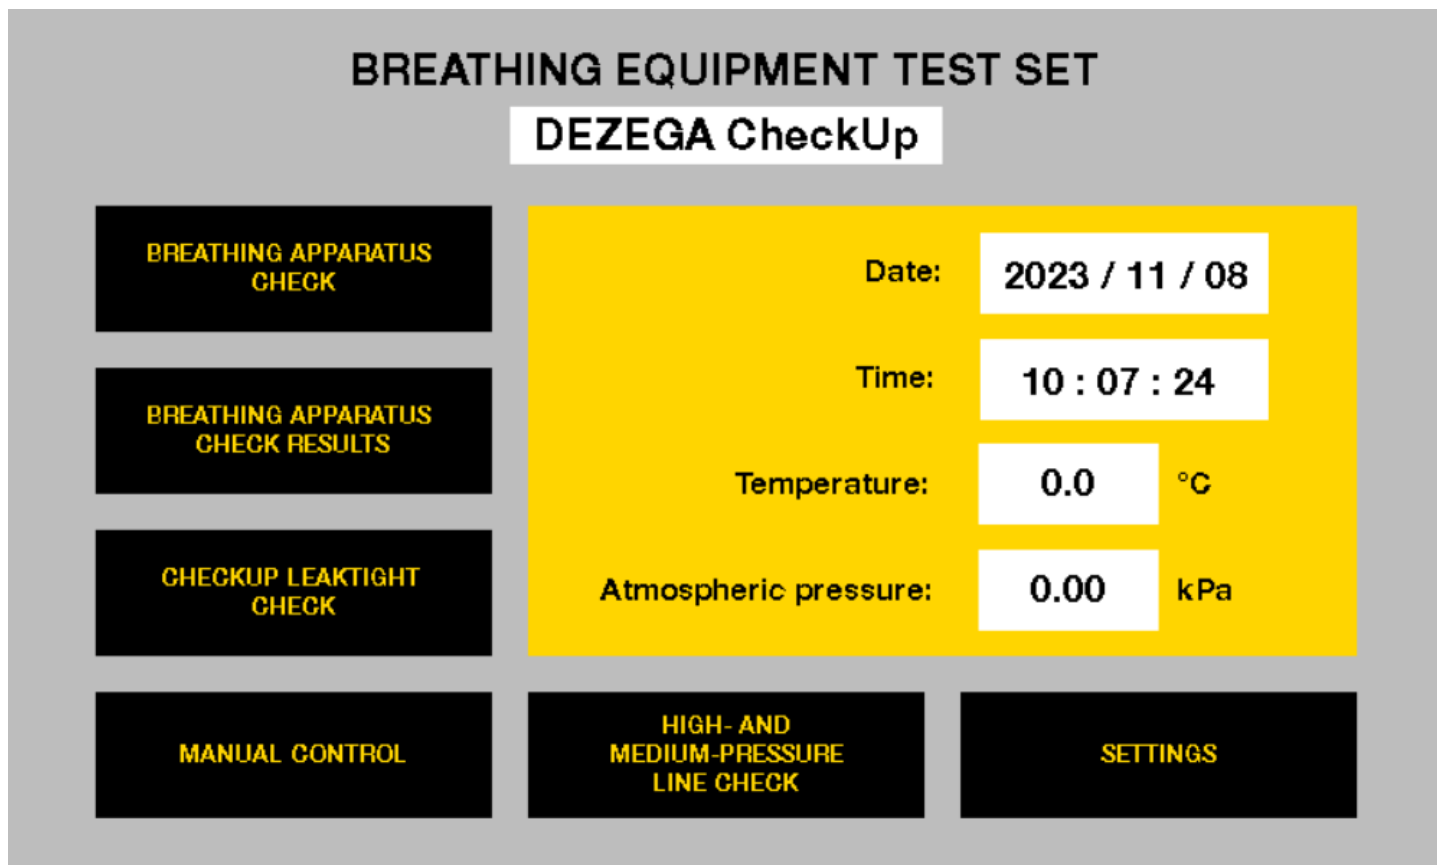 BREATHING EQUIPMENT TEST SET
DEZEGA CheckUp
BREATHING APPARATUS
CHECK
BREATHING APPARATUS
CHECK RESULTS
CHECKUP LEAKTIGHT
CHECK
Date: 2023 / 11 / 08
Time: 10 : 07 : 24
Temperature: 0.0 °C
Atmospheric pressure: 0.00 kPa
MANUAL CONTROL
HIGH- AND
MEDIUM-PRESSURE
LINE CHECK
SETTINGS